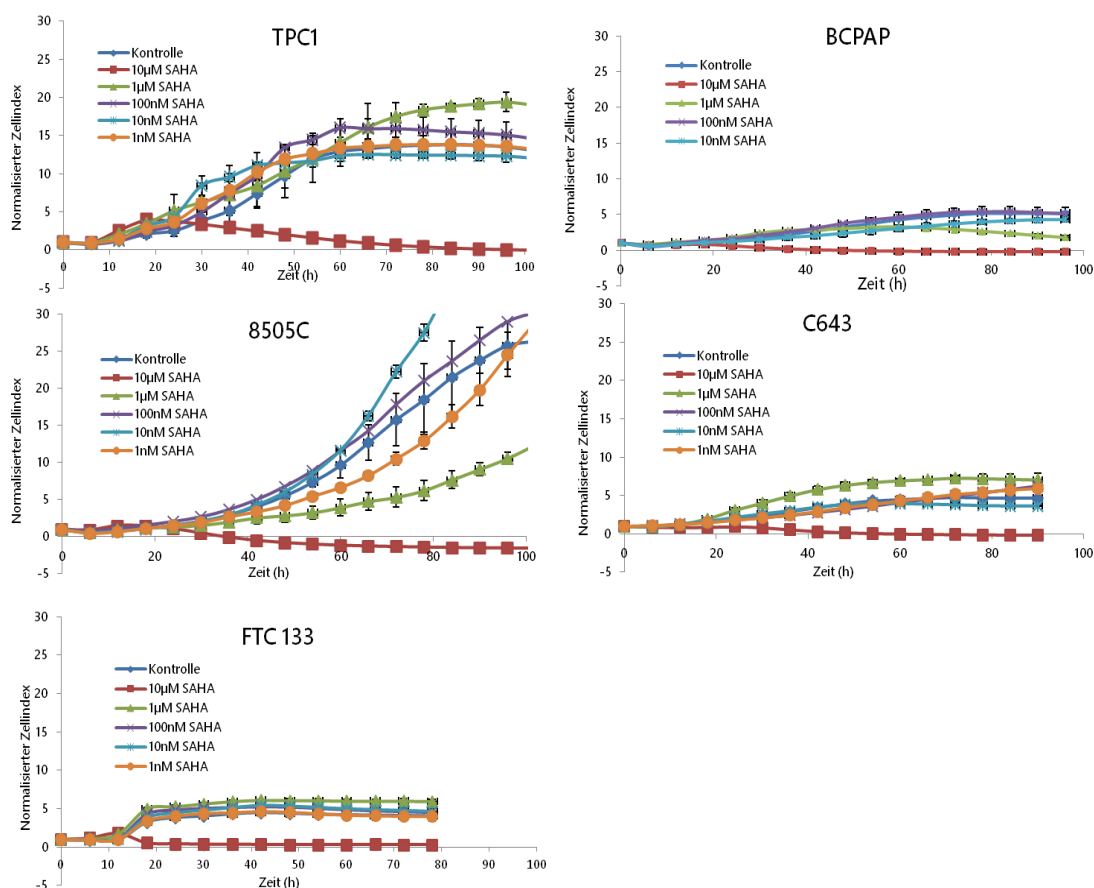 TPC1
Normalisierter Zellindex
30
25
20
15
10
5
0
-5
Kontrolle
10µM SAHA
1µM SAHA
100nM SAHA
10nM SAHA
1nM SAHA
0 10 20 30 40 50 60 70 80 90 100
Zeit (h)
BCPAP
Normalisierter Zellindex
30
25
20
15
10
5
0
-5
Kontrolle
10µM SAHA
1µM SAHA
100nM SAHA
10nM SAHA
0 20 40 60 80 100
Zeit (h)
8505C
Normalisierter Zellindex
30
25
20
15
10
5
0
-5
Kontrolle
10µM SAHA
1µM SAHA
100nM SAHA
10nM SAHA
1nM SAHA
0 20 40 60 80 100
Zeit (h)
C643
Normalisierter Zellindex
30
25
20
15
10
5
0
-5
Kontrolle
10µM SAHA
1µM SAHA
100nM SAHA
10nM SAHA
1nM SAHA
0 20 40 60 80 100
Zeit (h)
FTC 133
Normalisierter Zellindex
30
25
20
15
10
5
0
-5
Kontrolle
10µM SAHA
1µM SAHA
100nM SAHA
10nM SAHA
1nM SAHA
0 10 20 30 40 50 60 70 80 90 100
Zeit (h)